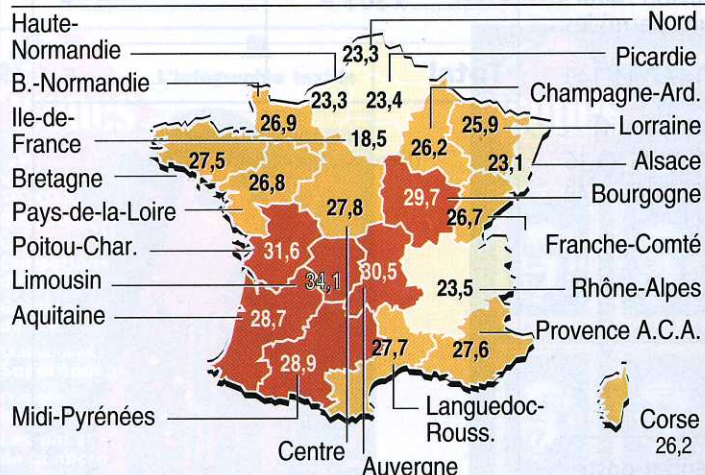 Haute-
Normandie
B.-Normandie
Ile-de-
France
Bretagne
Pays-de-la-Loire
Poitou-Char.
Limousin
Aquitaine
Midi-Pyrénées
Centre
Auvergne
Languedoc-
Rouss.
Nord
Picardie
Champagne-Ard.
Lorraine
Alsace
Bourgogne
Franche-Comté
Rhône-Alpes
Provence A.C.A.
Corse
26,2
23,3
23,3
23,4
26,9
18,5
26,2
25,9
23,1
27,5
26,8
27,8
29,7
26,7
31,6
34,1
30,5
23,5
28,7
28,9
27,7
27,6